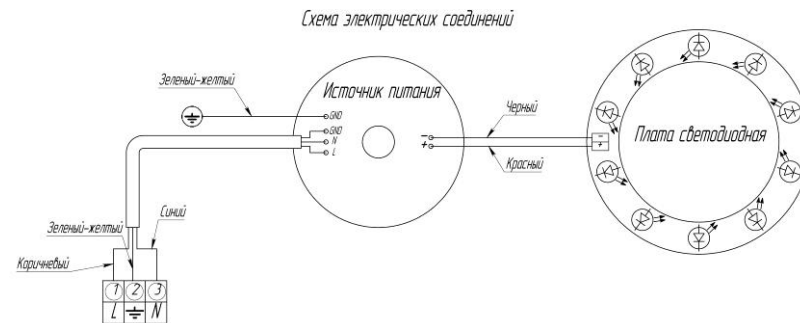 Схема электрических соединений
Зеленый-желтый
Источник питания
GND
GND
N
L
-
+
Черный
Красный
-
+
Плата светодиодная
Зеленый-желтый
Синий
Коричневый
1 2 3
L N